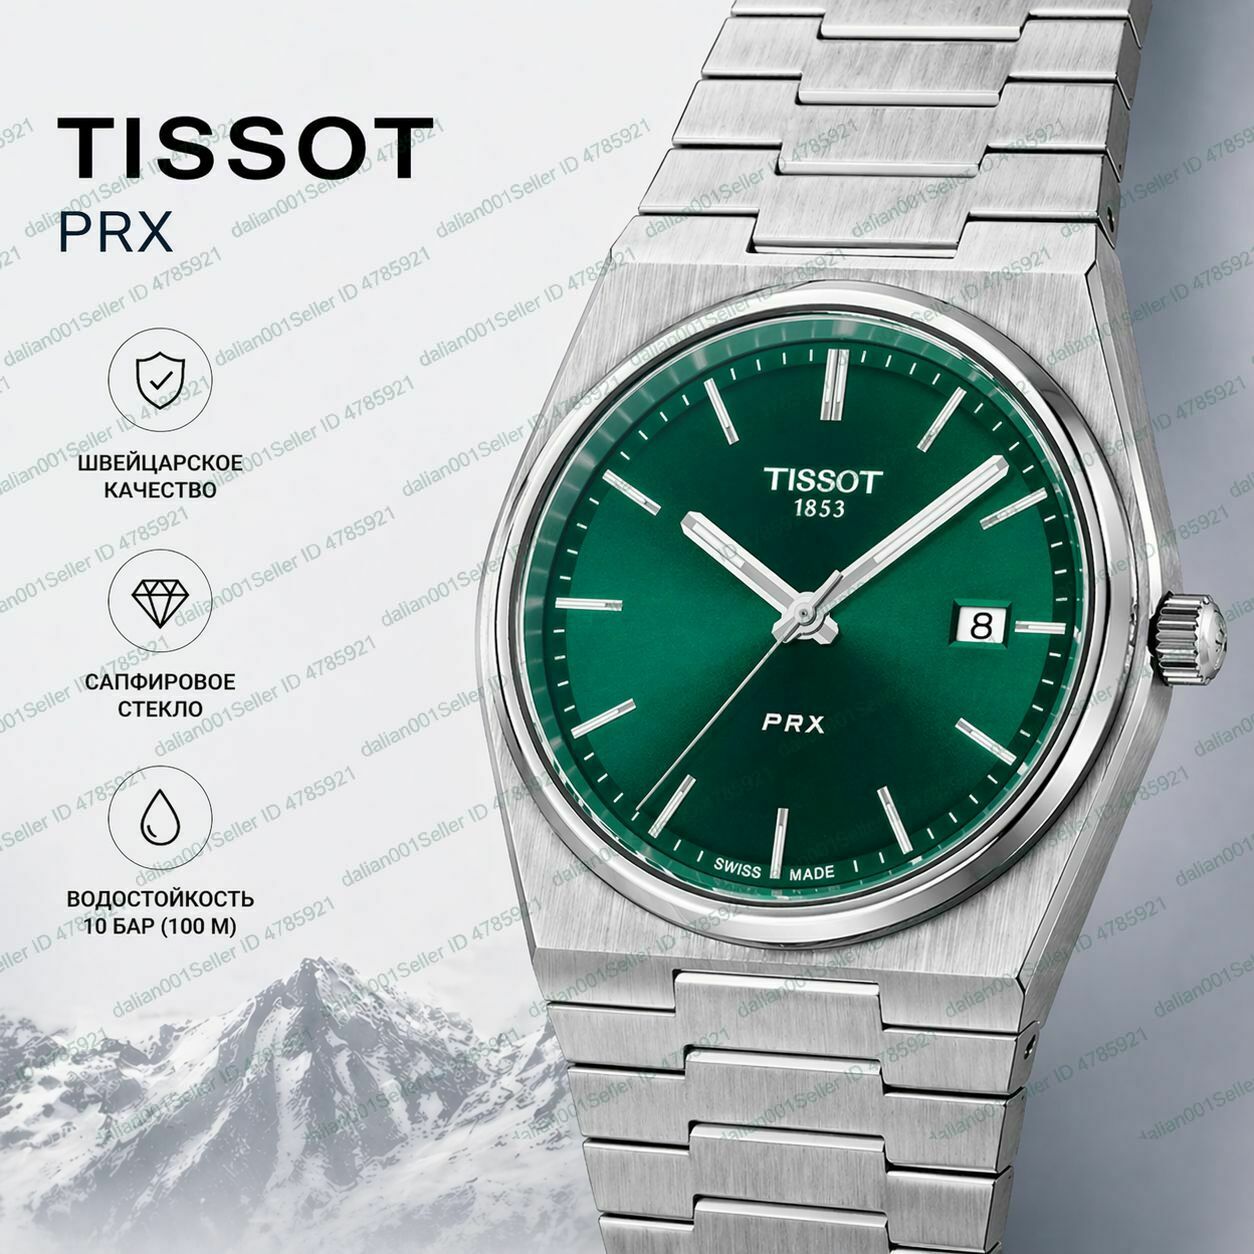 TISSOT
PRX
ШВЕЙЦАРСКОЕ
КАЧЕСТВО
САПФИРОВОЕ
СТЕКЛО
ВОДОСТОЙКОСТЬ
10 БАР (100 М)
TISSOT
1853
8
PRX
SWISS MADE
dalian001Seller ID 4785921